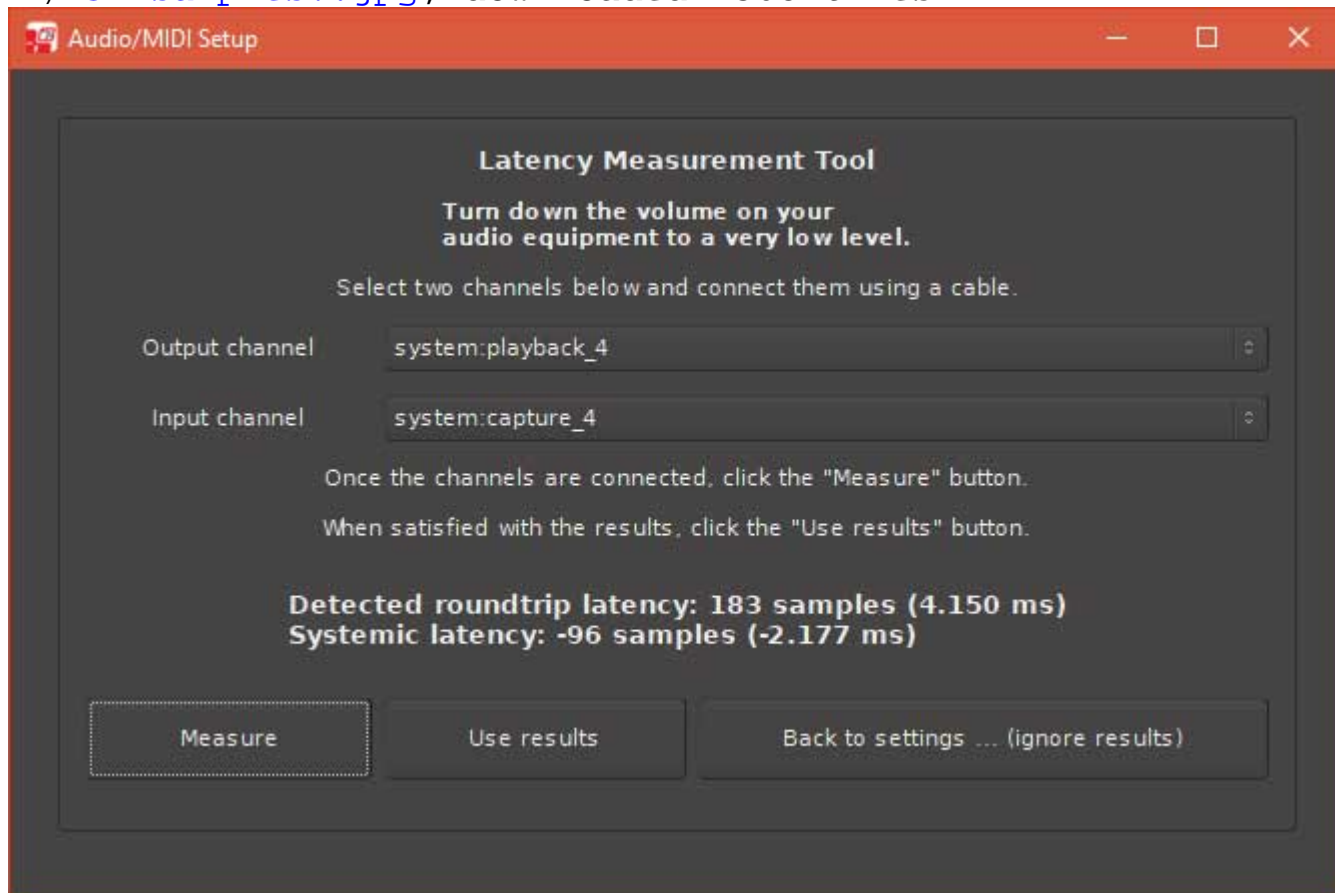 Audio/MIDI Setup
Latency Measurement Tool
Turn down the volume on your
audio equipment to a very low level.
Select two channels below and connect them using a cable.
Output channel system:playback_4
Input channel system:capture_4
Once the channels are connected, click the "Measure" button.
When satisfied with the results, click the "Use results" button.
Detected roundtrip latency: 183 samples (4.150 ms)
Systemic latency: -96 samples (-2.177 ms)
Measure Use results Back to settings ... (ignore results)